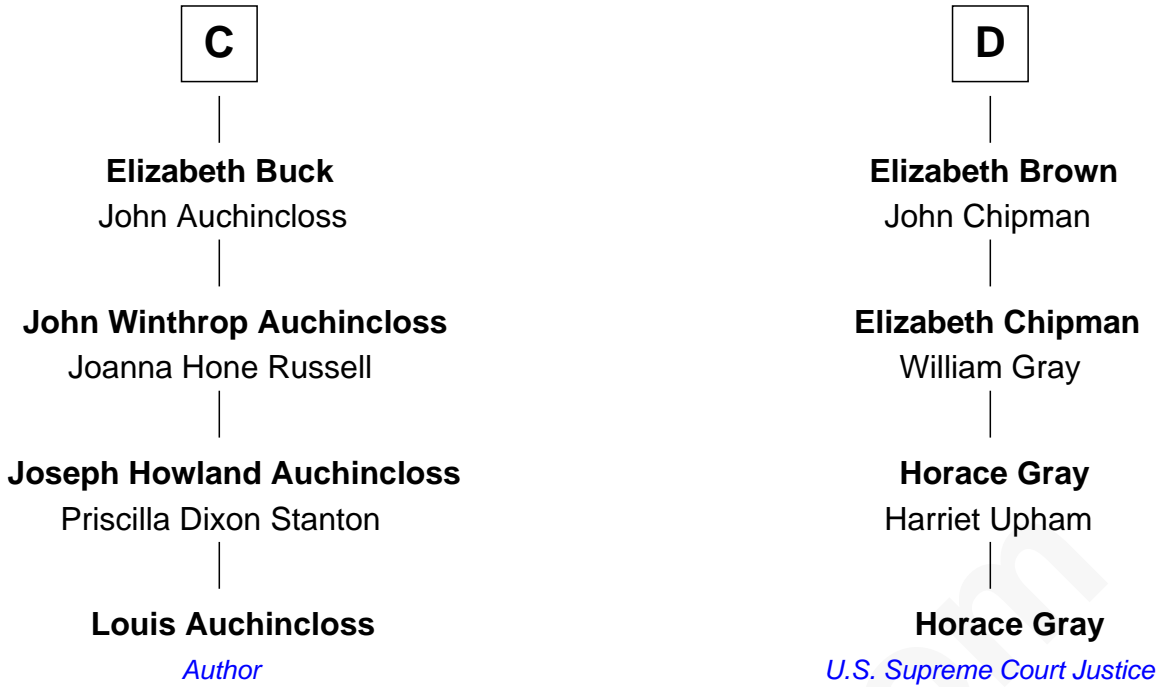 C
Elizabeth Buck
John Auchincloss
John Winthrop Auchincloss
Joanna Hone Russell
Joseph Howland Auchincloss
Priscilla Dixon Stanton
Louis Auchincloss
Author
D
Elizabeth Brown
John Chipman
Elizabeth Chipman
William Gray
Horace Gray
Harriet Upham
Horace Gray
U.S. Supreme Court Justice
om